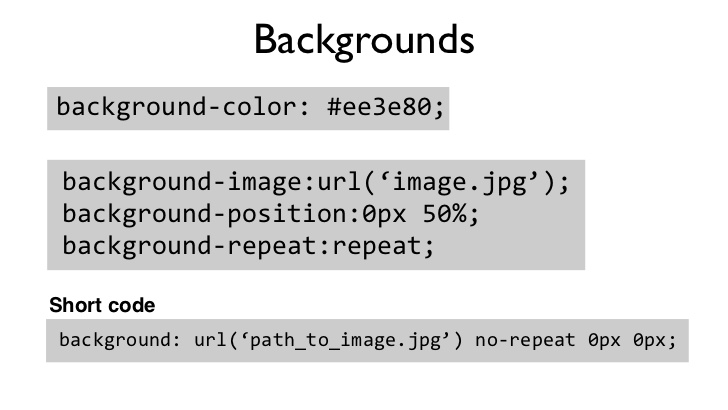 Backgrounds
background-color: #ee3e80;
background-image:url(‘image.jpg’);
background-position:0px 50%;
background-repeat:repeat;
Short code
background: url(‘path_to_image.jpg’) no-repeat 0px 0px;